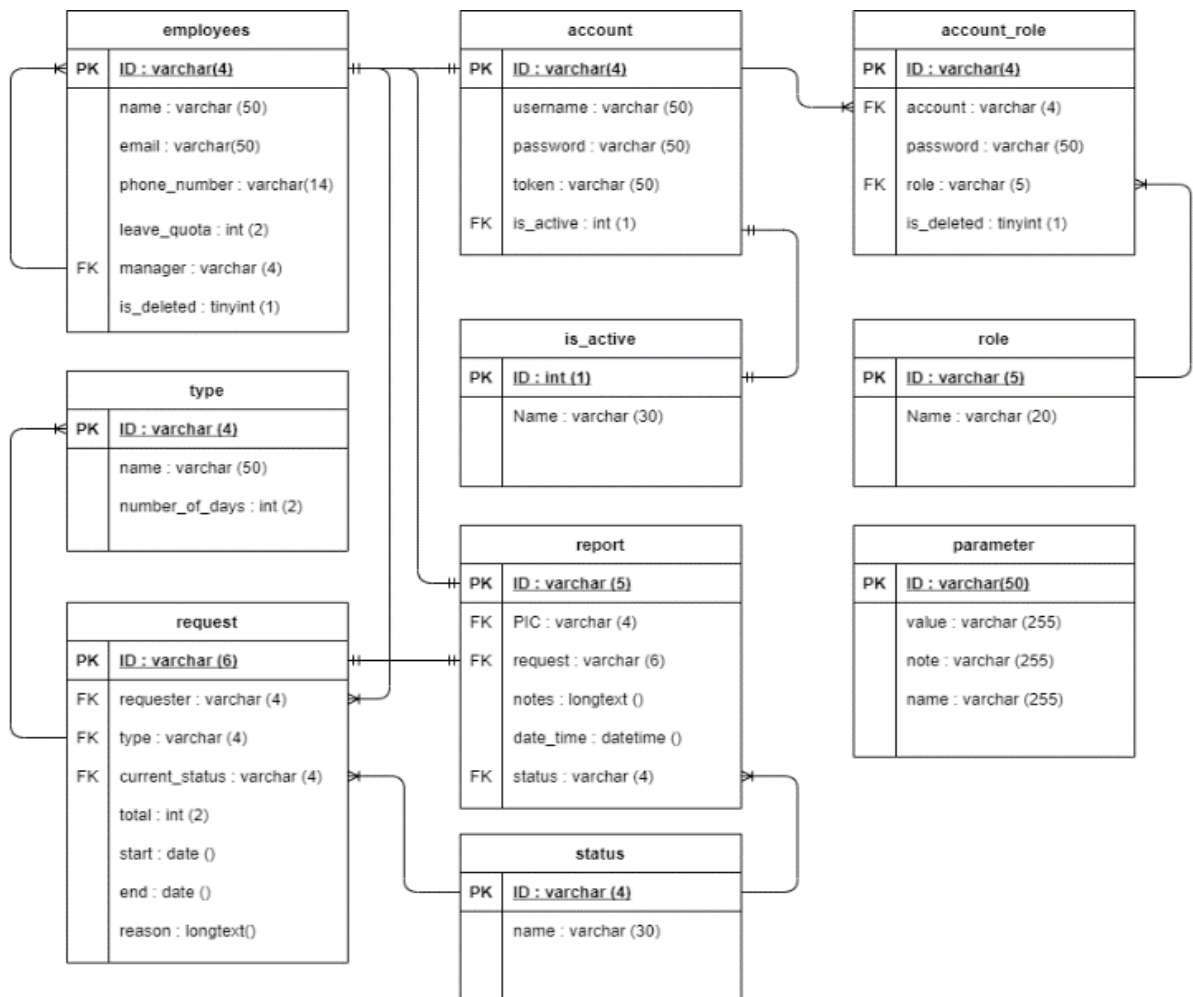 employees
PK ID : varchar(4)
name : varchar (50)
email : varchar(50)
phone_number : varchar(14)
leave_quota : int (2)
FK manager : varchar (4)
is_deleted : tinyint (1)
account
PK ID : varchar(4)
username : varchar (50)
password : varchar (50)
token : varchar (50)
FK is_active : int (1)
account_role
PK ID : varchar(4)
FK account : varchar (4)
password : varchar (50)
FK role : varchar (5)
is_deleted : tinyint (1)
type
PK ID : varchar (4)
name : varchar (50)
number_of_days : int (2)
is_active
PK ID : int (1)
Name : varchar (30)
role
PK ID : varchar (5)
Name : varchar (20)
request
PK ID : varchar (6)
FK requester : varchar (4)
FK type : varchar (4)
FK current_status : varchar (4)
total : int (2)
start : date ()
end : date ()
reason : longtext()
report
PK ID : varchar (5)
FK PIC : varchar (4)
FK request : varchar (6)
notes : longtext ()
date_time : datetime ()
FK status : varchar (4)
parameter
PK ID : varchar(50)
value : varchar (255)
note : varchar (255)
name : varchar (255)
status
PK ID : varchar (4)
name : varchar (30)